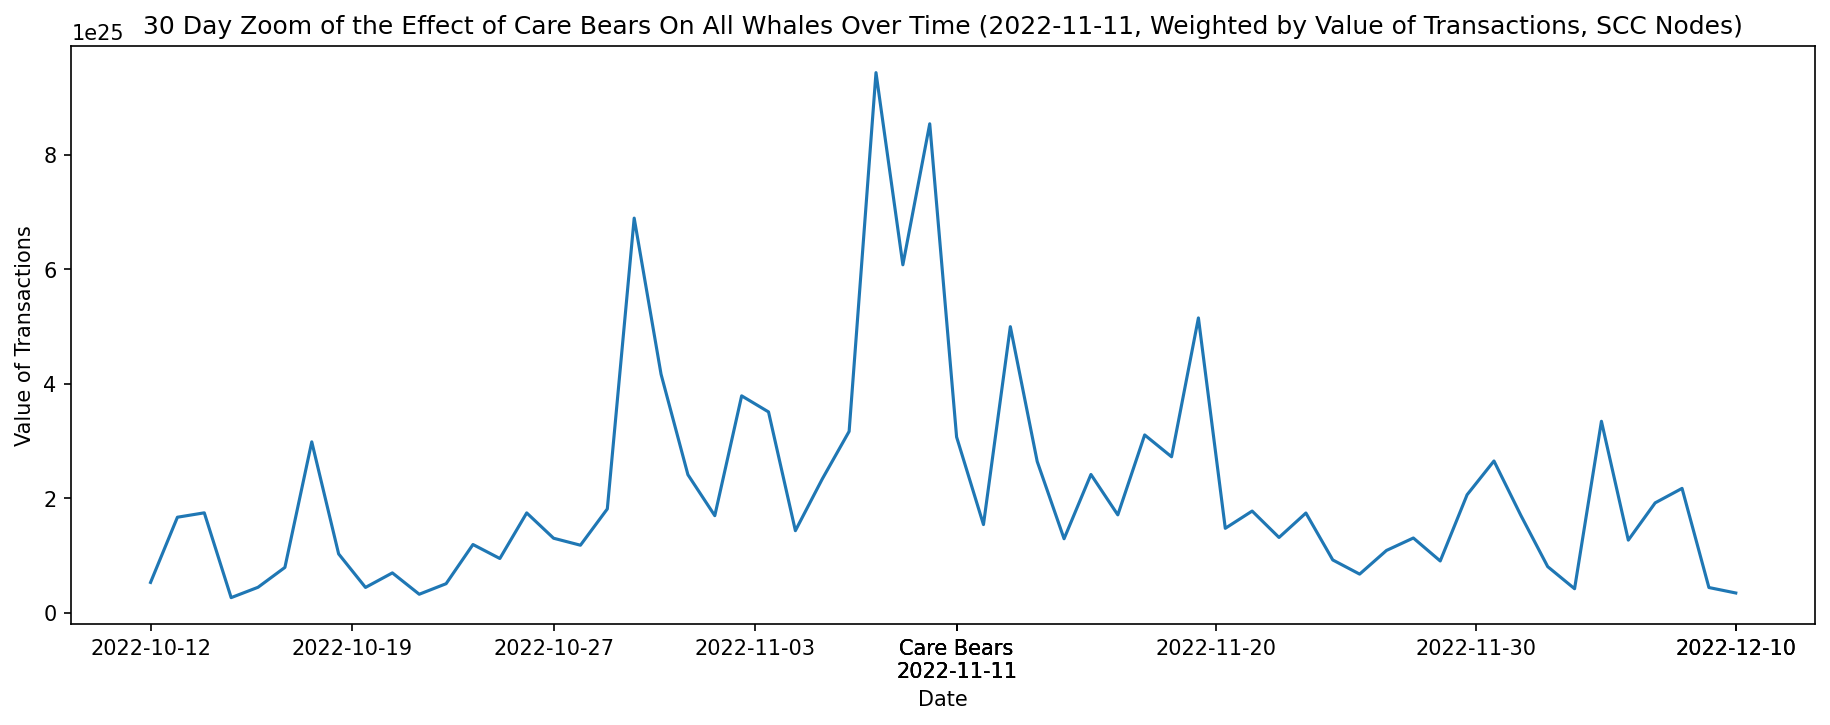 30 Day Zoom of the Effect of Care Bears On All Whales Over Time (2022-11-11, Weighted by Value of Transactions, SCC Nodes)
1e25
8
6
4
2
0
Value of Transactions
2022-10-12 2022-10-19 2022-10-27 2022-11-03 Care Bears 2022-11-20 2022-11-30 2022-12-10
2022-11-11
Date